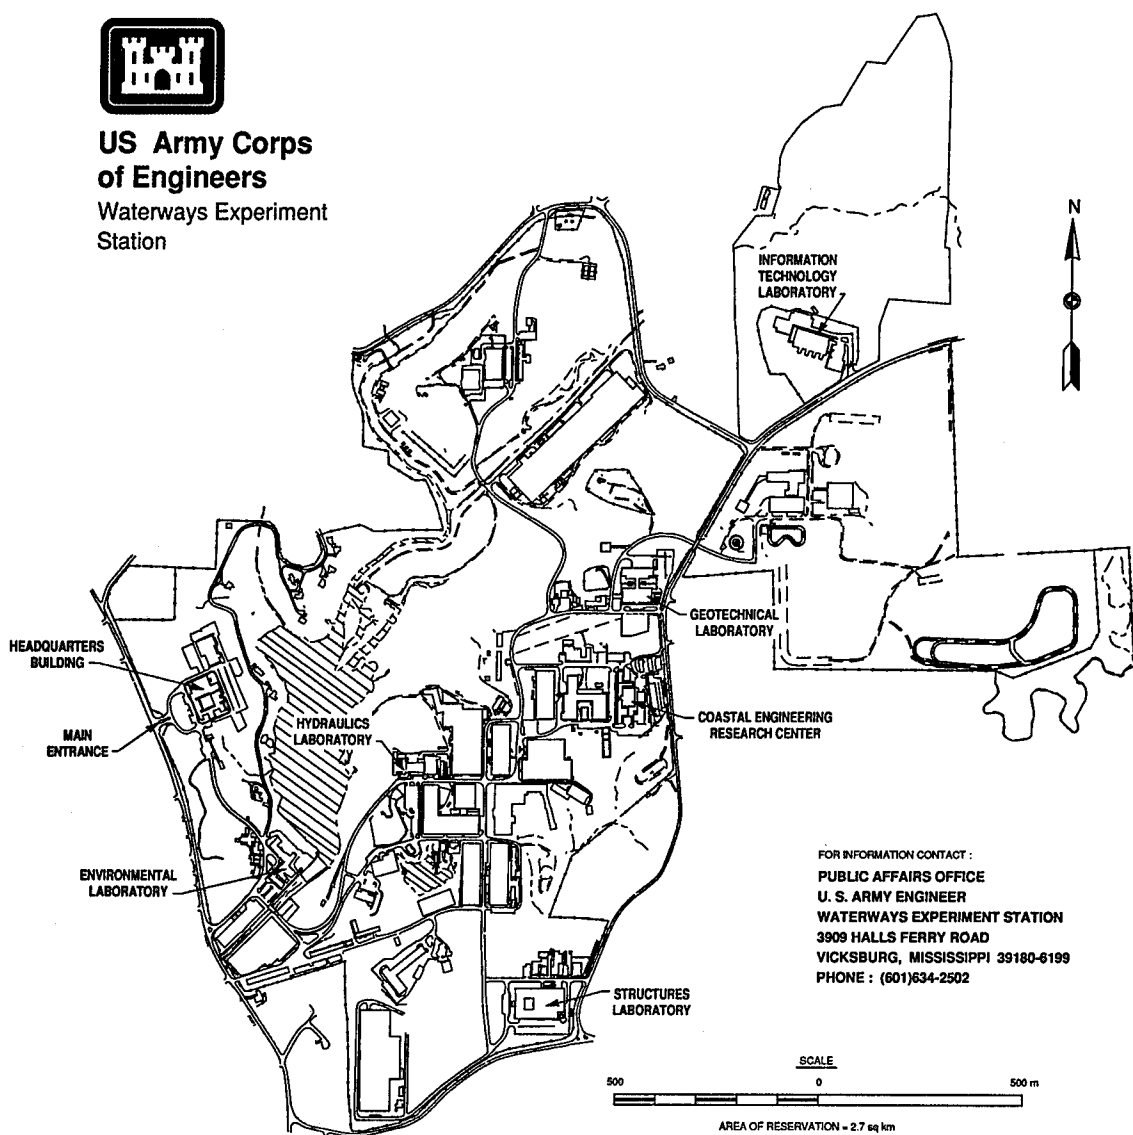 US Army Corps
of Engineers
Waterways Experiment
Station
N
INFORMATION
TECHNOLOGY
LABORATORY
GEOTECHNICAL
LABORATORY
HEADQUARTERS
BUILDING
MAIN
ENTRANCE
HYDRAULICS
LABORATORY
COASTAL ENGINEERING
RESEARCH CENTER
ENVIRONMENTAL
LABORATORY
STRUCTURES
LABORATORY
FOR INFORMATION CONTACT :
PUBLIC AFFAIRS OFFICE
U. S. ARMY ENGINEER
WATERWAYS EXPERIMENT STATION
3909 HALLS FERRY ROAD
VICKSBURG, MISSISSIPPI 39180-6199
PHONE : (601)634-2502
SCALE
500 0 500 m
AREA OF RESERVATION = 2.7 sq km